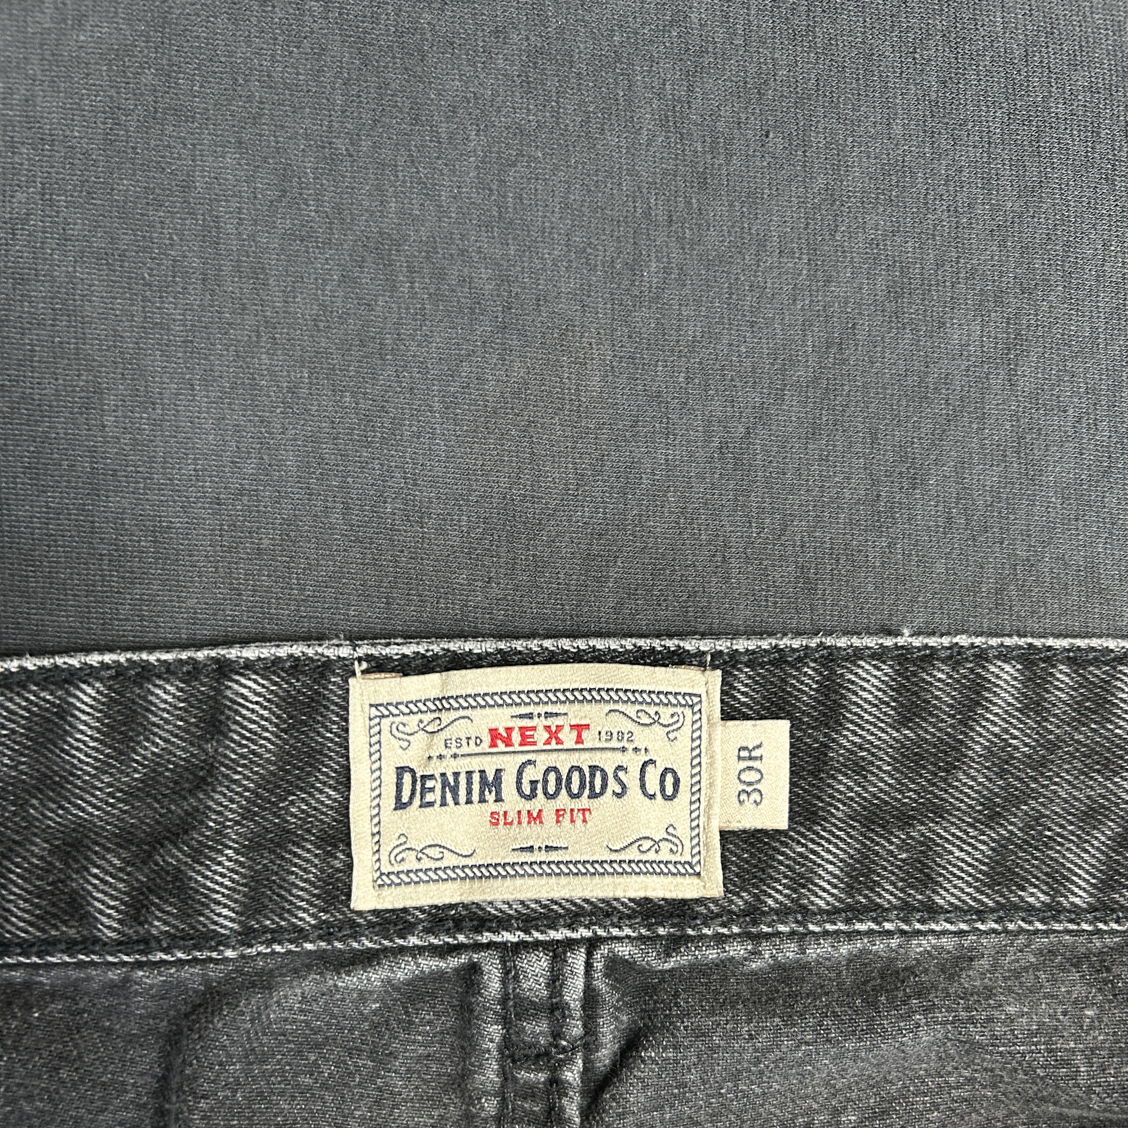 ESTD NEXT 1982
DENIM GOODS CO
SLIM FIT
30R